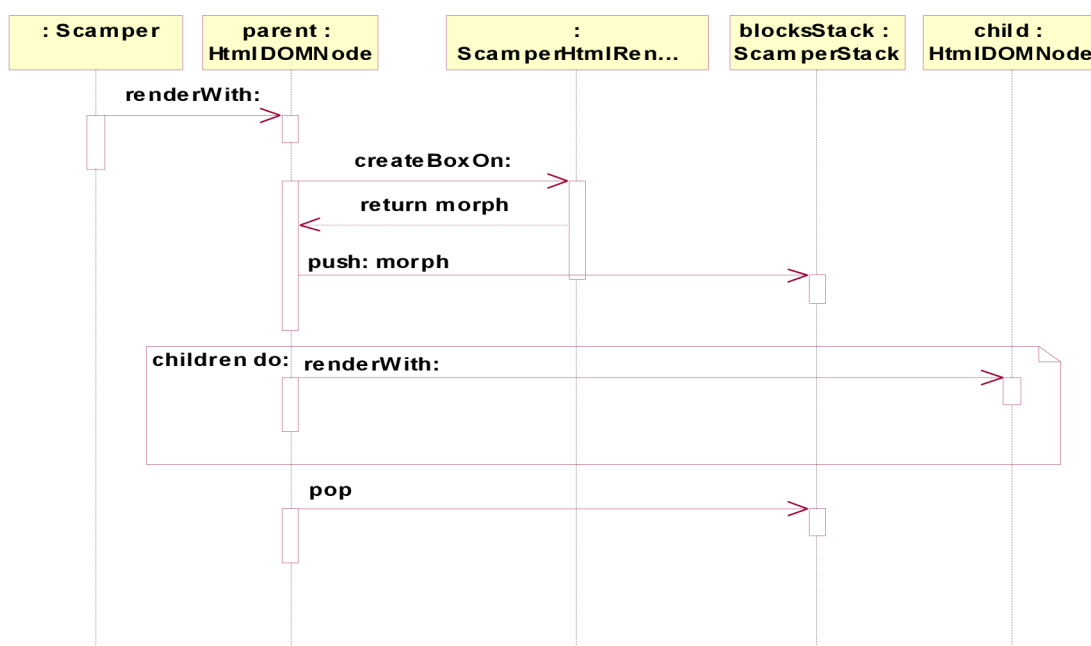 : Scamper
parent :
HtmlDOMNode
:
ScamperHtmlRen...
blocksStack :
ScamperStack
child :
HtmlDOMNode
renderWith:
createBoxOn:
return morph
push: morph
children do:
renderWith:
pop